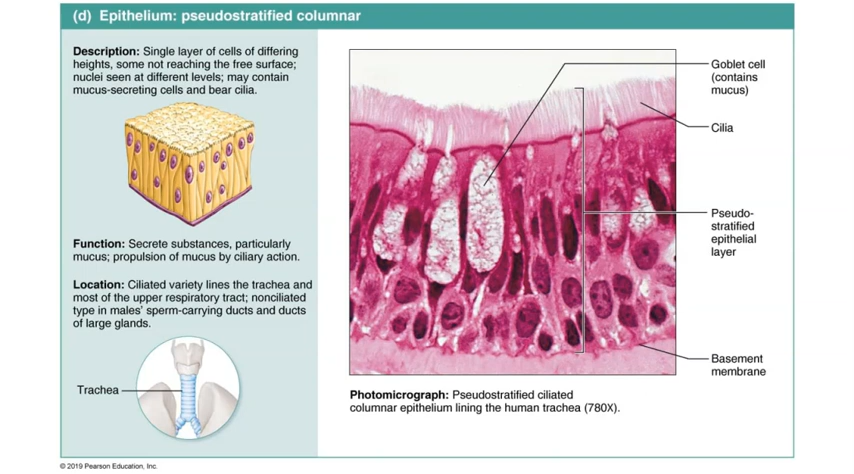 (d) Epithelium: pseudostratified columnar
Description: Single layer of cells of differing
heights, some not reaching the free surface;
nuclei seen at different levels; may contain
mucus-secreting cells and bear cilia.
Function: Secrete substances, particularly
mucus; propulsion of mucus by ciliary action.
Location: Ciliated variety lines the trachea and
most of the upper respiratory tract; nonciliated
type in males’ sperm-carrying ducts and ducts
of large glands.
Trachea
Goblet cell
(contains
mucus)
Cilia
Pseudo-
stratified
epithelial
layer
Basement
membrane
Photomicrograph: Pseudostratified ciliated
columnar epithelium lining the human trachea (780X).
© 2019 Pearson Education, Inc.